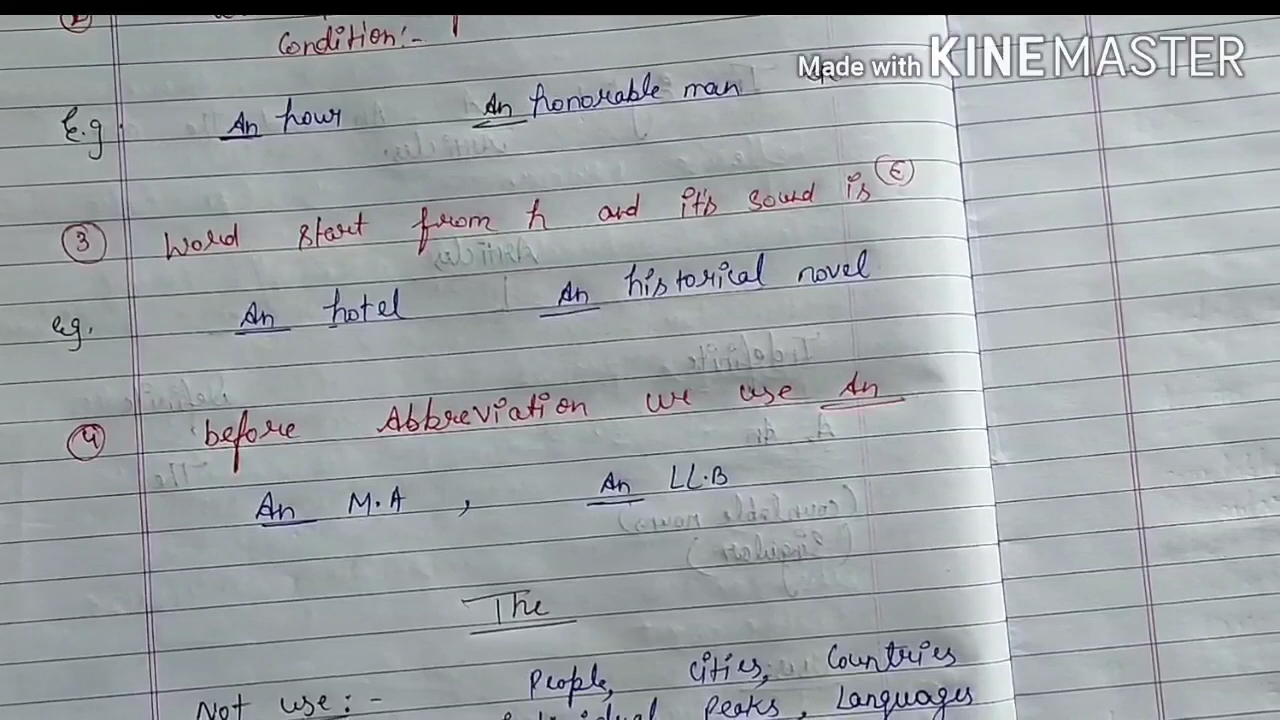 ②
Condition:-
Made with KINEMASTER
E.g. An hour An honorable man
③ Word start from h and it's sound is
eg. An hotel An historical novel
④ before Abbreviation we use An
An M.A , An LL.B
The
Not use:- People, Cities, Countries
Peaks, Languages